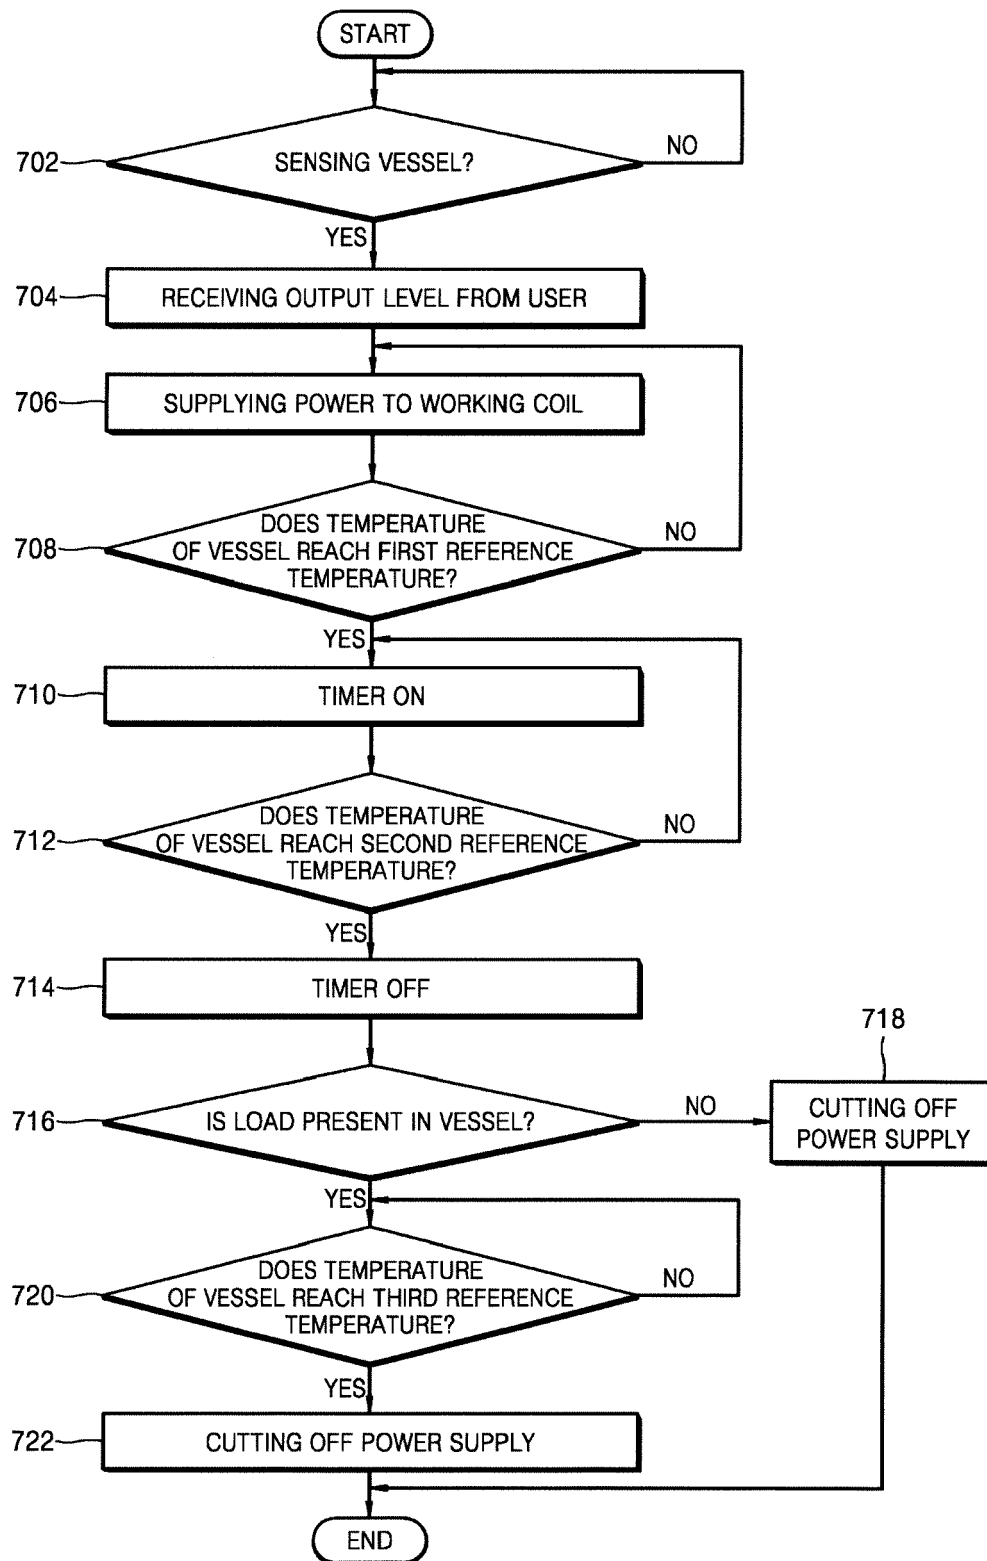 START
702
SENSING VESSEL?
NO
YES
704
RECEIVING OUTPUT LEVEL FROM USER
706
SUPPLYING POWER TO WORKING COIL
708
DOES TEMPERATURE
OF VESSEL REACH FIRST REFERENCE
TEMPERATURE?
NO
YES
710
TIMER ON
712
DOES TEMPERATURE
OF VESSEL REACH SECOND REFERENCE
TEMPERATURE?
NO
YES
714
TIMER OFF
716
IS LOAD PRESENT IN VESSEL?
NO
718
CUTTING OFF
POWER SUPPLY
YES
720
DOES TEMPERATURE
OF VESSEL REACH THIRD REFERENCE
TEMPERATURE?
NO
YES
722
CUTTING OFF POWER SUPPLY
END